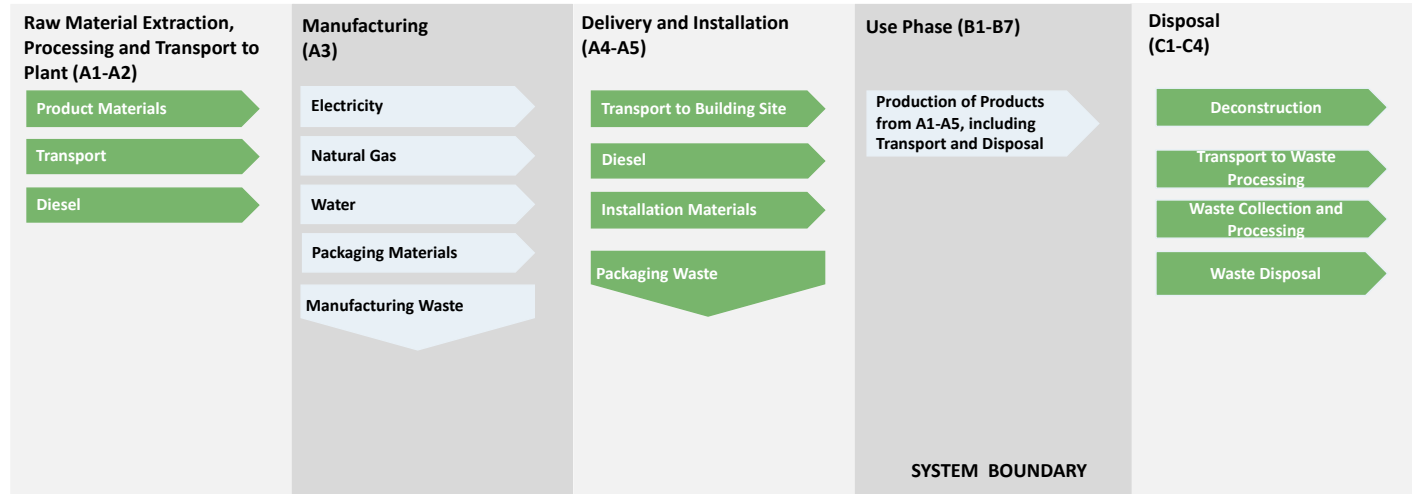 Raw Material Extraction,
Processing and Transport to
Plant (A1-A2)
Product Materials
Transport
Diesel
Manufacturing
(A3)
Electricity
Natural Gas
Water
Packaging Materials
Manufacturing Waste
Delivery and Installation
(A4-A5)
Transport to Building Site
Diesel
Installation Materials
Packaging Waste
Use Phase (B1-B7)
Production of Products
from A1-A5, including
Transport and Disposal
SYSTEM BOUNDARY
Disposal
(C1-C4)
Deconstruction
Transport to Waste
Processing
Waste Collection and
Processing
Waste Disposal